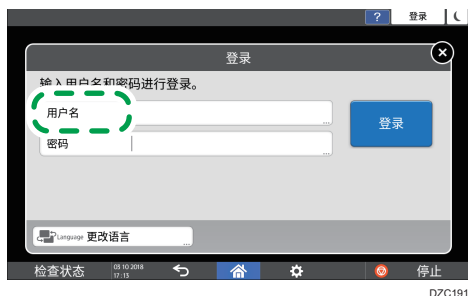 ? 登录
登录
输入用户名和密码进行登录。
用户名
...
登录
密码
...
Language 更改语言
...
检查状态 03 10 2018 停止
17:13
DZC191